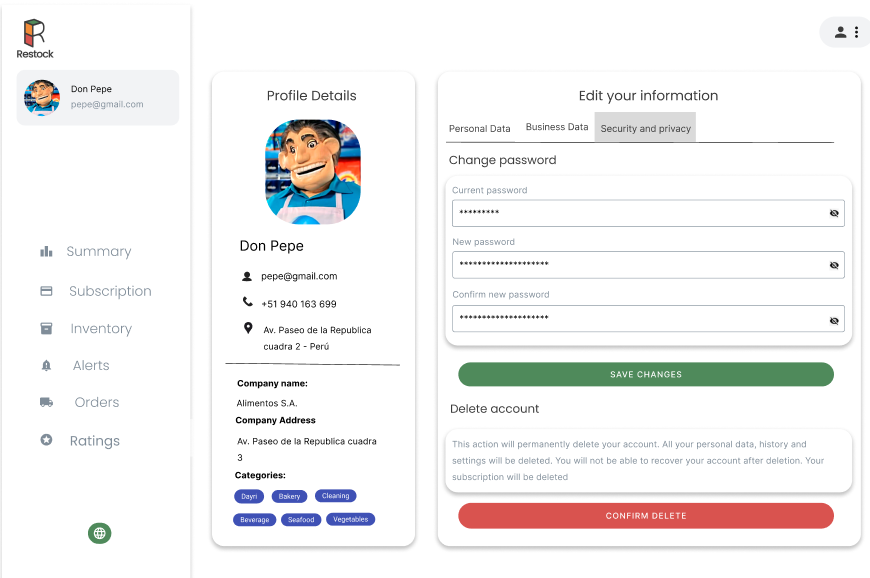 Restock
Don Pepe
pepe@gmail.com
Summary
Subscription
Inventory
Alerts
Orders
Ratings
Profile Details
Don Pepe
pepe@gmail.com
+51 940 163 699
Av. Paseo de la Republica
cuadra 2 - Perú
Company name:
Alimentos S.A.
Company Address
Av. Paseo de la Republica cuadra
3
Categories:
Dayri Bakery Cleaning
Beverage Seafood Vegetables
Edit your information
Personal Data Business Data Security and privacy
Change password
Current password
*********
New password
********************
Confirm new password
********************
SAVE CHANGES
Delete account
This action will permanently delete your account. All your personal data, history and
settings will be deleted. You will not be able to recover your account after deletion. Your
subscription will be deleted
CONFIRM DELETE